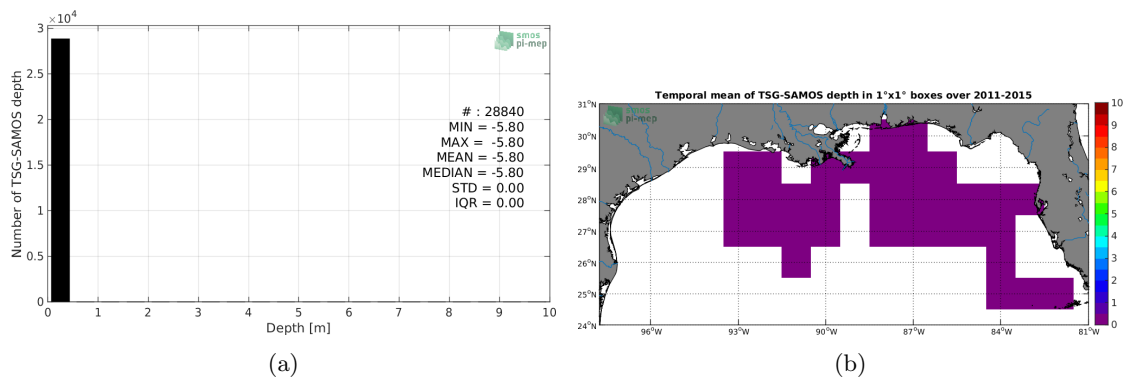 ×10⁴
3
2.5
2
1.5
1
0.5
0
Number of TSG-SAMOS depth
smos
pi-mep
# : 28840
MIN = -5.80
MAX = -5.80
MEAN = -5.80
MEDIAN = -5.80
STD = 0.00
IQR = 0.00
0 1 2 3 4 5 6 7 8 9 10
Depth [m]
(a)
Temporal mean of TSG-SAMOS depth in 1°x1° boxes over 2011-2015
smos
pi-mep
31°N
30°N
29°N
28°N
27°N
26°N
25°N
24°N
96°W 93°W 90°W 87°W 84°W 81°W
10
9
8
7
6
5
4
3
2
1
0
(b)